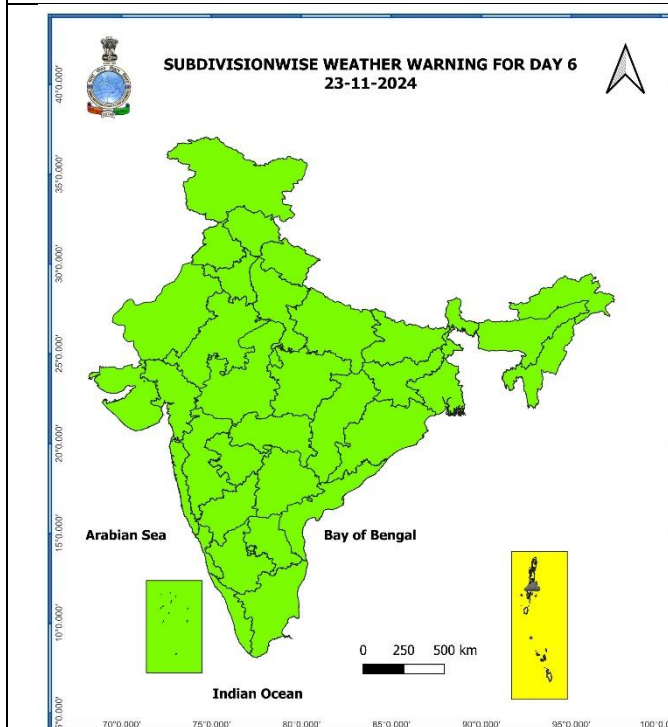 SUBDIVISIONWISE WEATHER WARNING FOR DAY 6
23-11-2024
40°0.000'
35°0.000'
30°0.000'
25°0.000'
20°0.000'
15°0.000'
10°0.000'
5°0.000'
Arabian Sea
Bay of Bengal
0 250 500 km
Indian Ocean
70°0.000' 75°0.000' 80°0.000' 85°0.000' 90°0.000' 95°0.000' 100°0.0